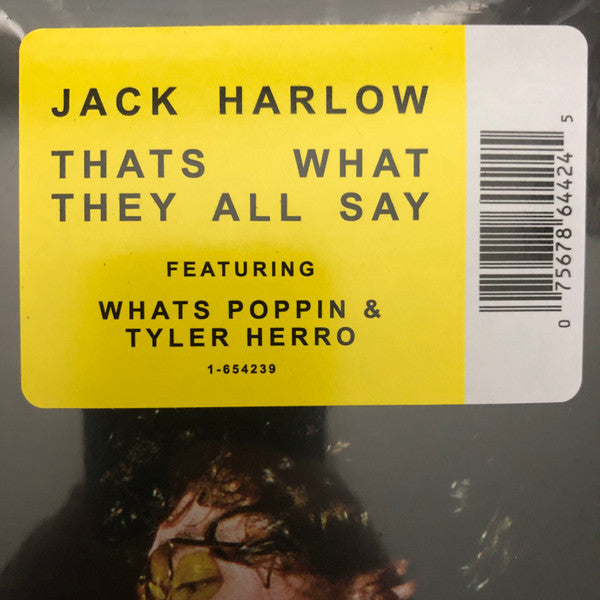 JACK HARLOW
THATS WHAT
THEY ALL SAY
FEATURING
WHATS POPPIN &
TYLER HERRO
1-654239
0 75678 64424 5